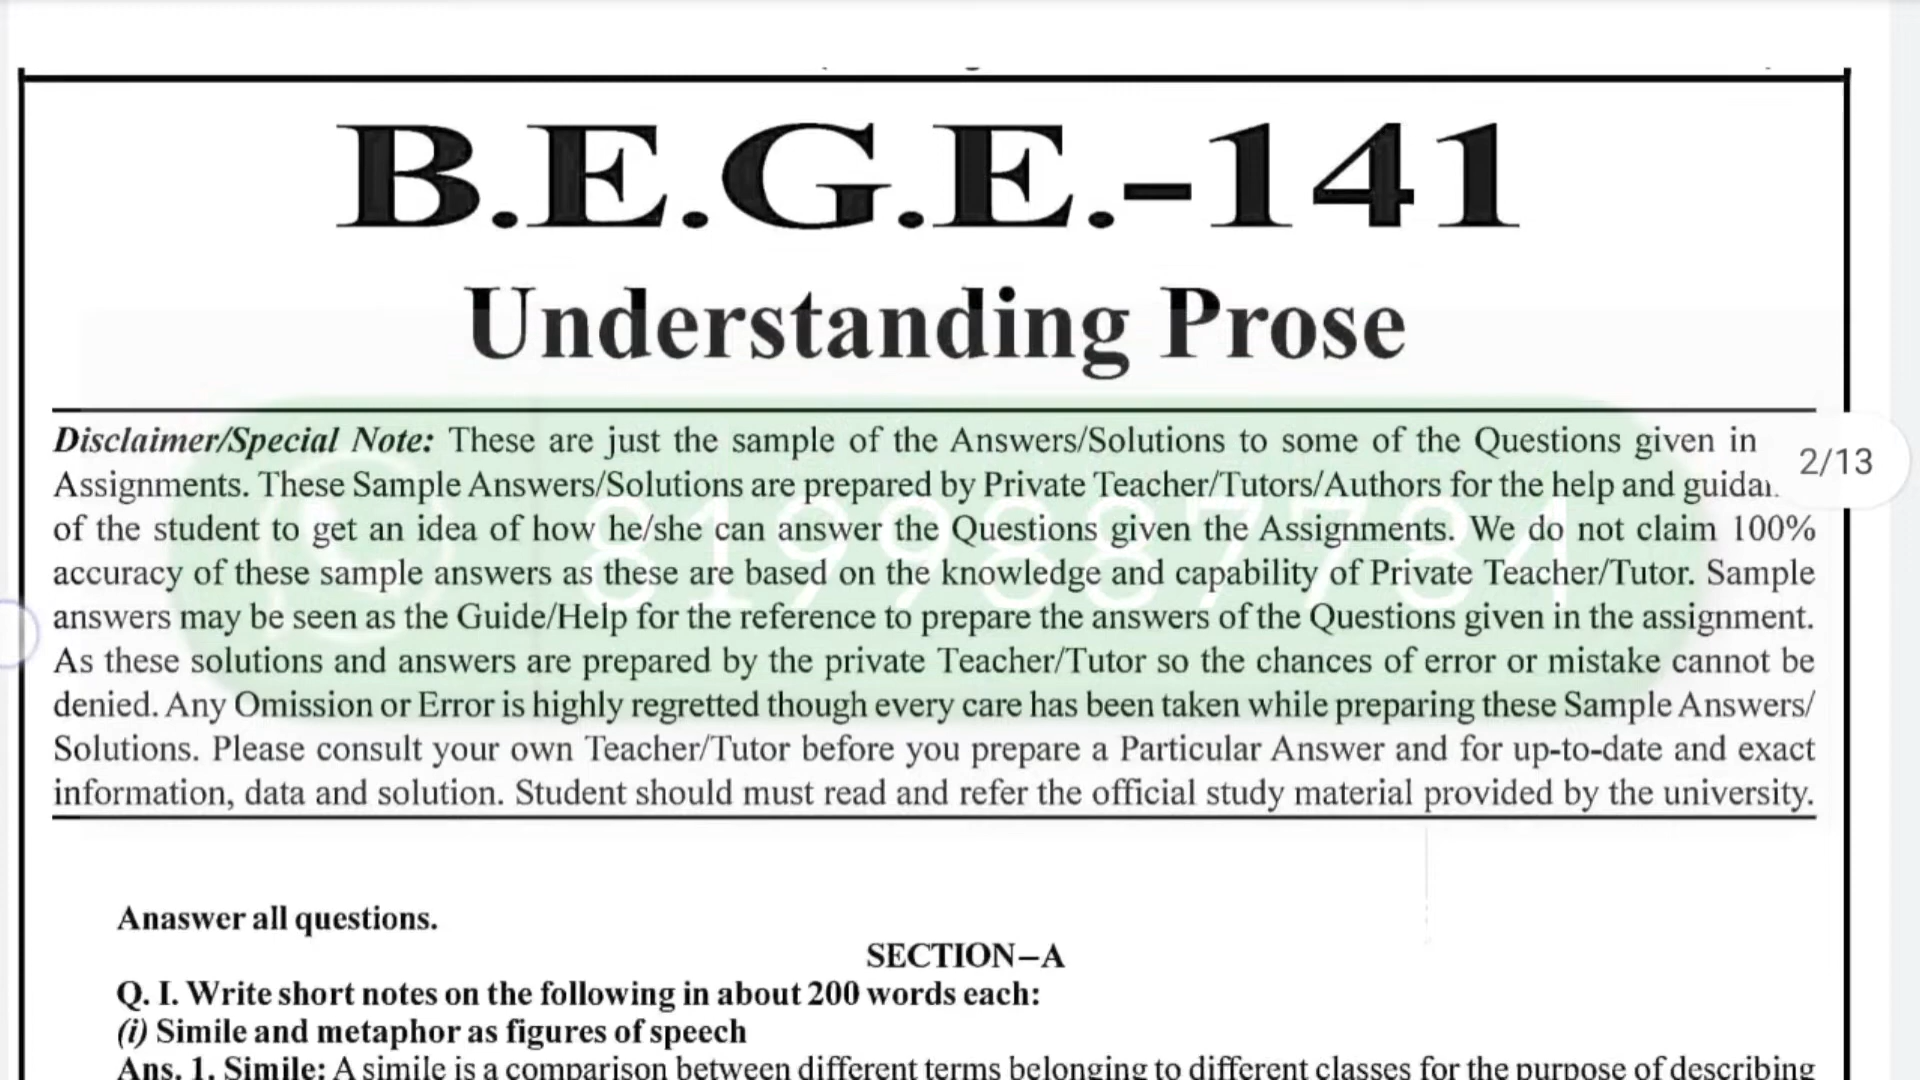 B.E.G.E.-141
Understanding Prose
Disclaimer/Special Note: These are just the sample of the Answers/Solutions to some of the Questions given in
2/13
Assignments. These Sample Answers/Solutions are prepared by Private Teacher/Tutors/Authors for the help and
of the student to get an idea of how he/she can answer the Questions given the Assignments. We do not claim 100%
accuracy of these sample answers as these are based on the knowledge and capability of Private Teacher/Tutor. Sample
answers may be seen as the Guide/Help for the reference to prepare the answers of the Questions given in the assignment.
As these solutions and answers are prepared by the private Teacher/Tutor so the chances of error or mistake cannot be
denied. Any Omission or Error is highly regretted though every care has been taken while preparing these Sample Answers/
Solutions. Please consult your own Teacher/Tutor before you prepare a Particular Answer and for up-to-date and exact
information, data and solution. Student should must read and refer the official study material provided by the university.
Anaswer all questions.
SECTION–A
Q. I. Write short notes on the following in about 200 words each:
(i) Simile and metaphor as figures of speech
Ans. 1. Simile: A simile is a comparison between different terms belonging to different classes for the purpose of describing